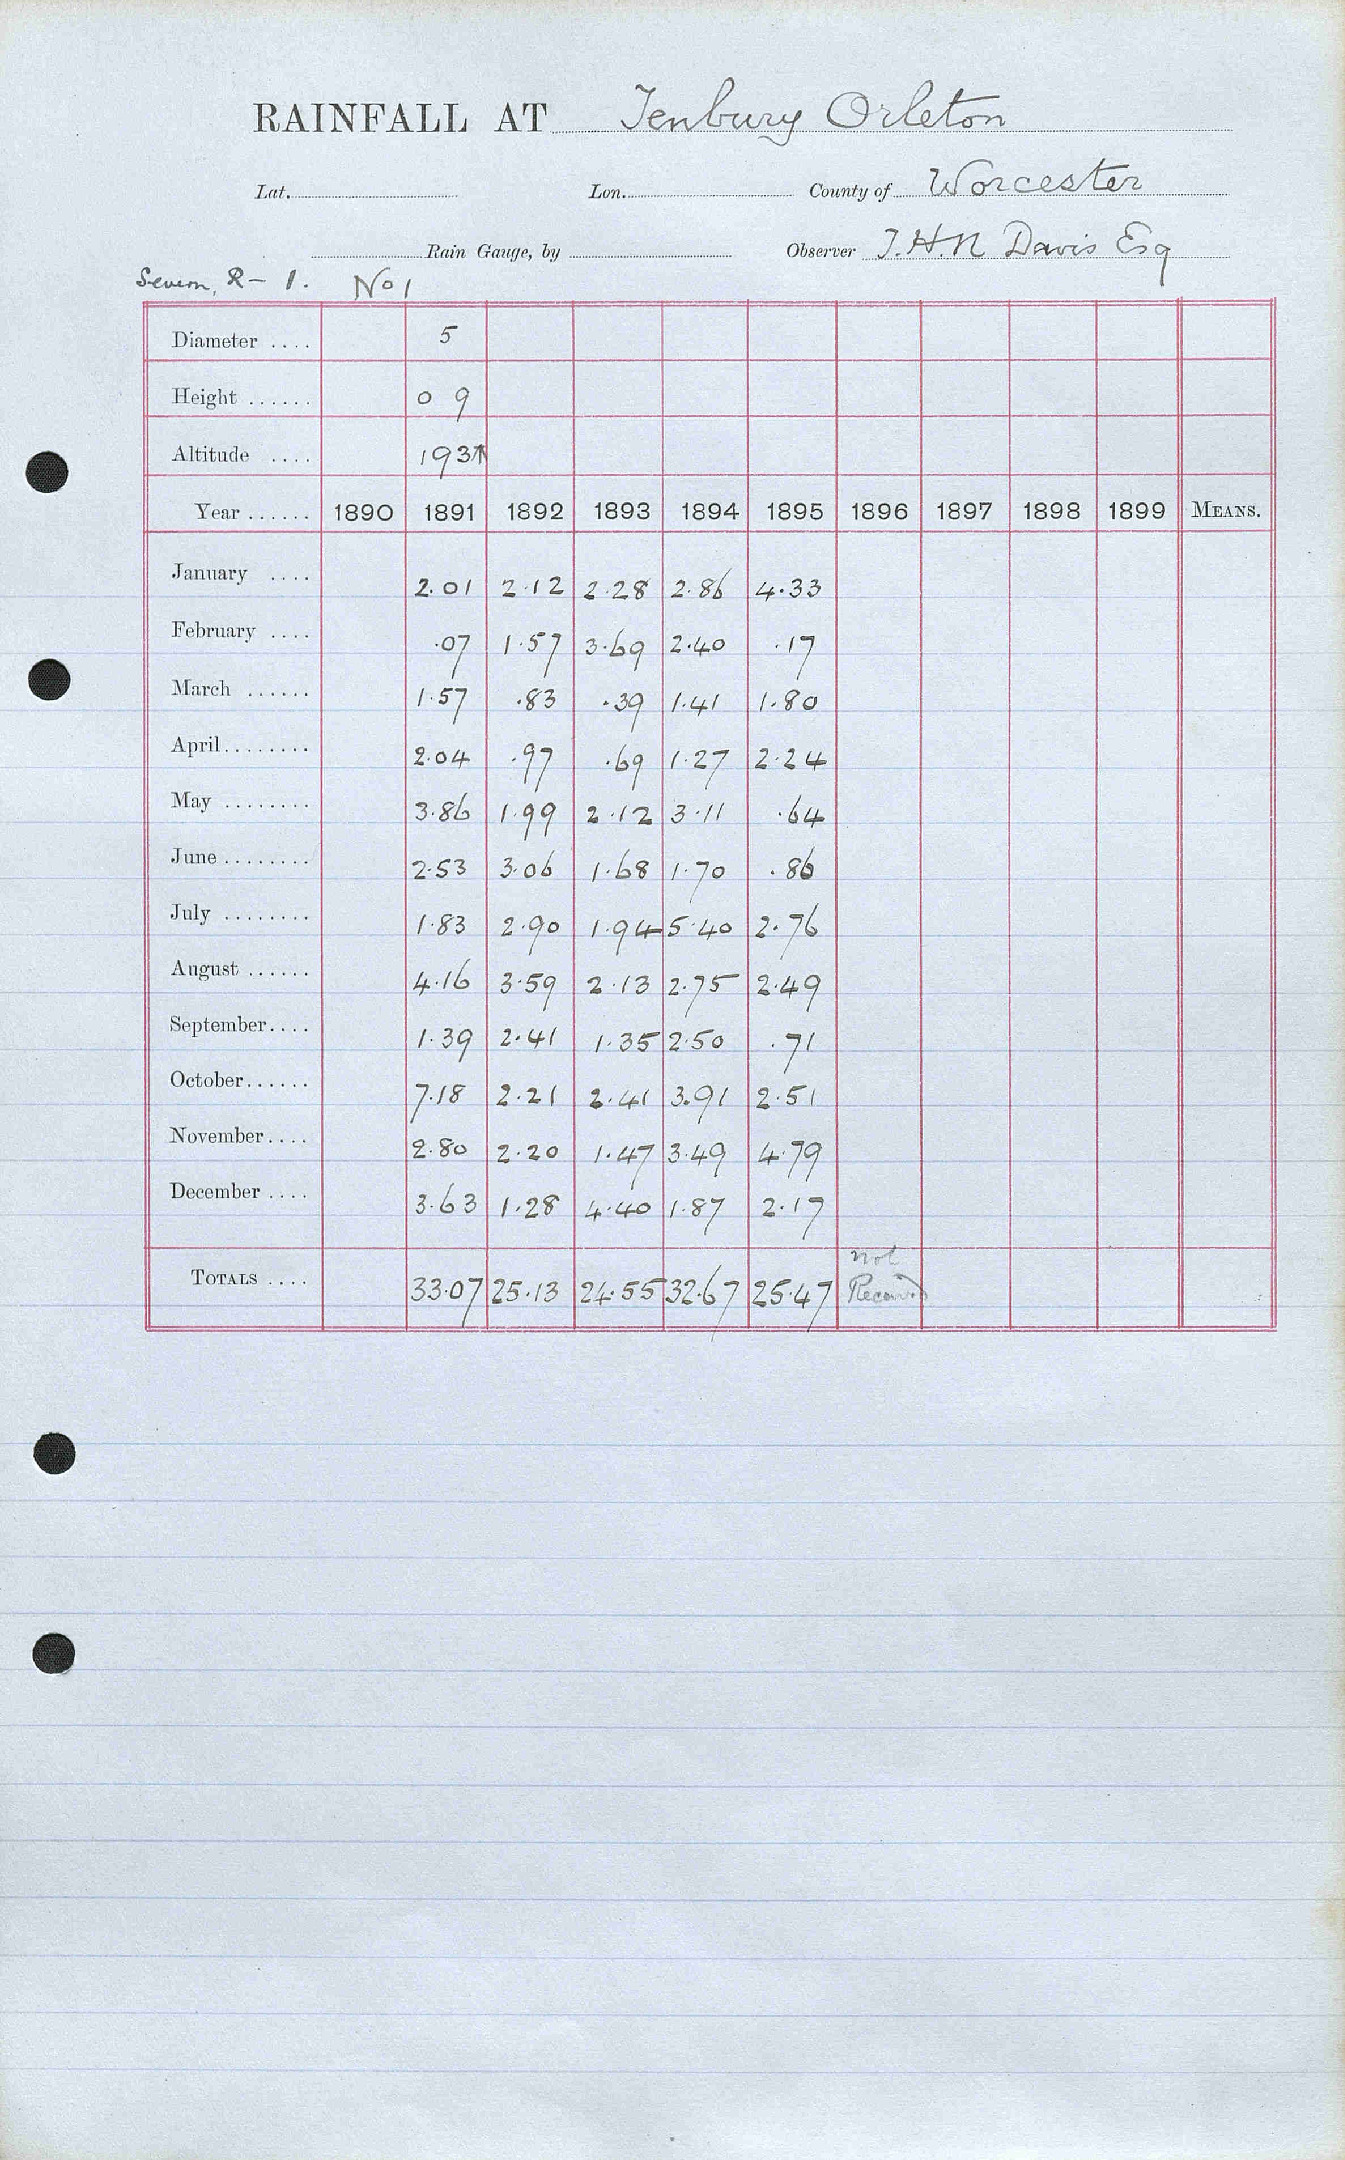 RAINFALL AT Tenbury Orleton
Lat. Lon. County of Worcester
Rain Gauge, by Observer T.H.N Davis Esq
Severn, R - 1. No 1
Diameter .... 5
Height ...... 0 9
Altitude .... 193
Year ...... 1890 1891 1892 1893 1894 1895 1896 1897 1898 1899 MEANS.
January .... 2.01 2.12 2.28 2.86 4.33
February .... .07 1.57 3.69 2.40 .17
March ...... 1.57 .83 .39 1.41 1.80
April ........ 2.04 .97 .69 1.27 2.24
May ........ 3.86 1.99 2.12 3.11 .64
June ........ 2.53 3.06 1.68 1.70 .86
July ........ 1.83 2.90 1.94 5.40 2.76
August ...... 4.16 3.59 2.13 2.75 2.49
September.... 1.39 2.41 1.35 2.50 .71
October...... 7.18 2.21 2.41 3.91 2.51
November.... 2.80 2.20 1.47 3.49 4.79
December .... 3.63 1.28 4.40 1.87 2.17
TOTALS .... 33.07 25.13 24.55 32.67 25.47 not Received